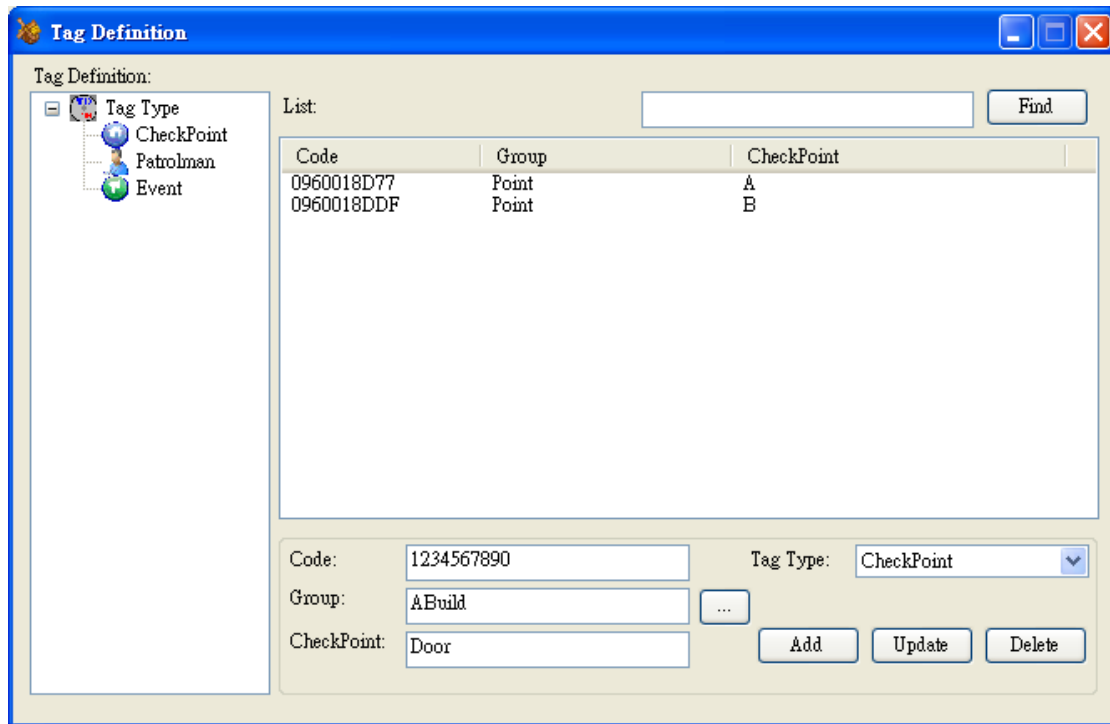 Tag Definition
Tag Definition:
Tag Type
CheckPoint
Patrolman
Event
List:
Find
Code Group CheckPoint
0960018D77 Point A
0960018DDF Point B
Code: 1234567890 Tag Type: CheckPoint
Group: ABuild ...
CheckPoint: Door Add Update Delete